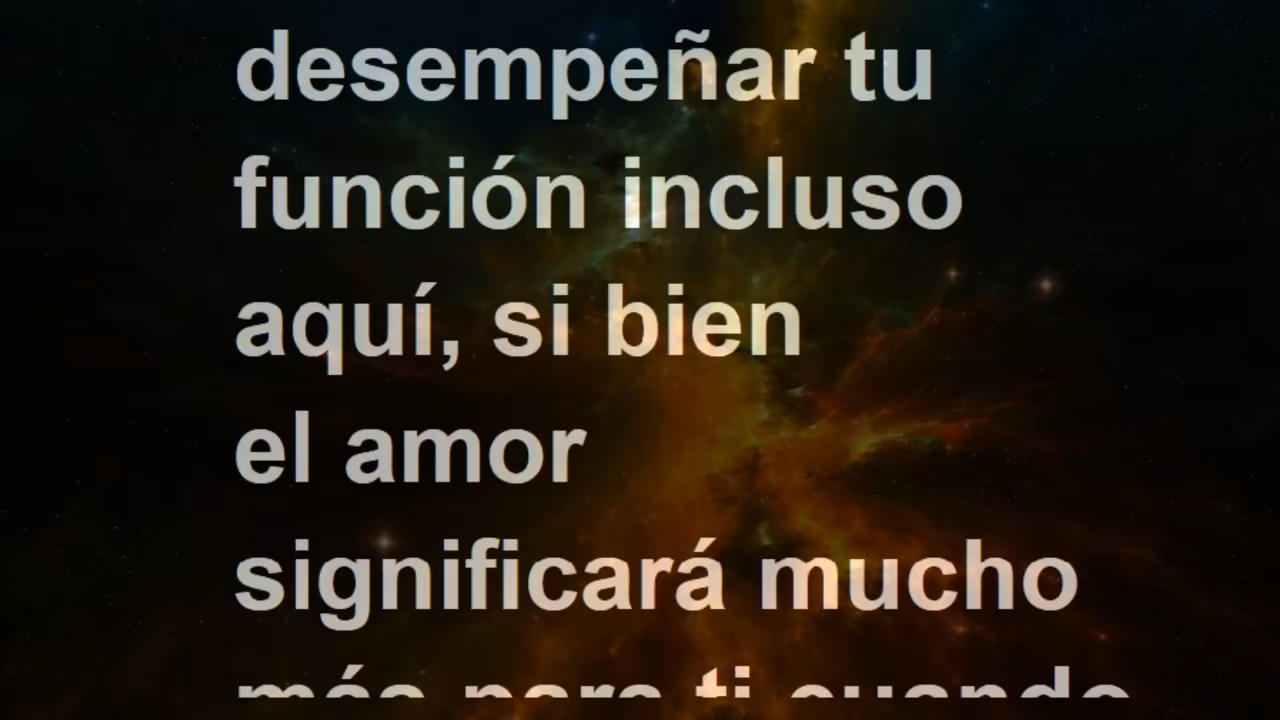 desempeñar tu
función incluso
aquí, si bien
el amor
significará mucho
más para ti cuando